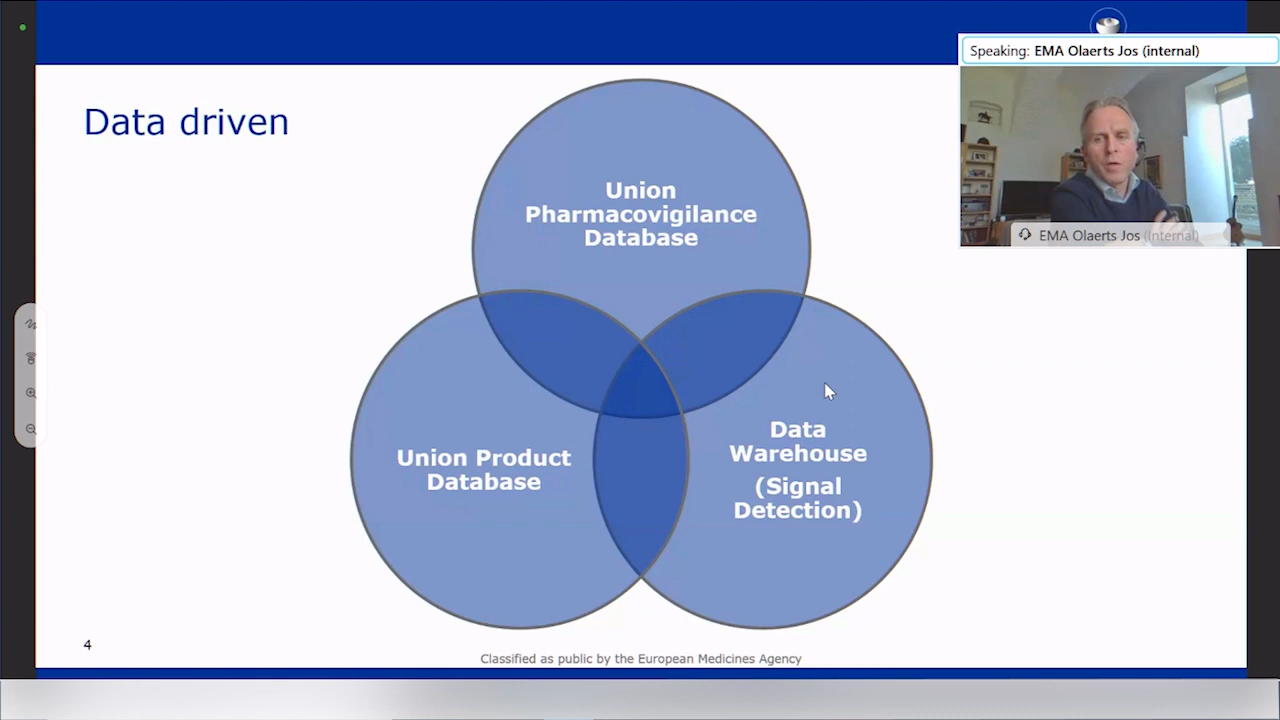 Speaking: EMA Olaerts Jos (internal)
EMA Olaerts Jos (internal)
Data driven
Union
Pharmacovigilance
Database
Union Product
Database
Data
Warehouse
(Signal
Detection)
4
Classified as public by the European Medicines Agency